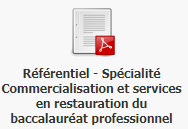 Référentiel - Spécialité
Commercialisation et services
en restauration du
baccalauréat professionnel